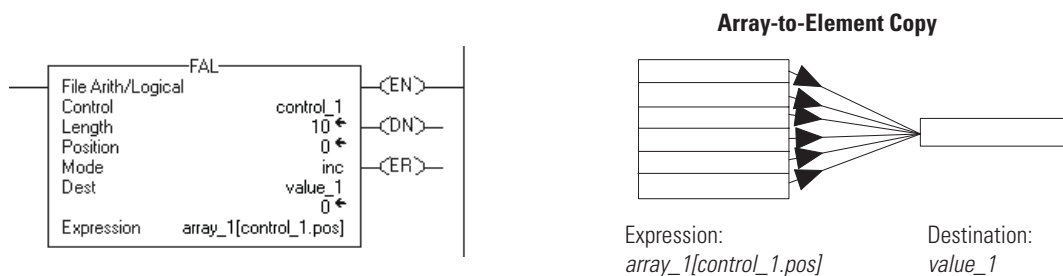 Array-to-Element Copy
FAL
File Arith/Logical
Control control_1
Length 10
Position 0
Mode inc
Dest value_1
0
Expression array_1[control_1.pos]
EN
DN
ER
Expression:
array_1[control_1.pos]
Destination:
value_1